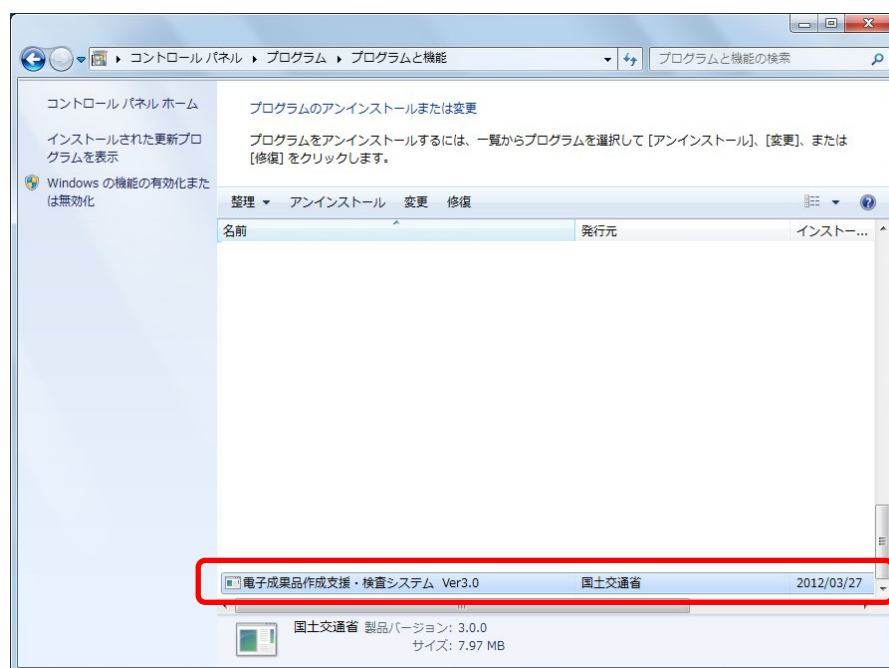 コントロール パネル ▸ プログラム ▸ プログラムと機能
プログラムと機能の検索
コントロール パネル ホーム
インストールされた更新プロ
グラムを表示
Windows の機能の有効化また
は無効化
プログラムのアンインストールまたは変更
プログラムをアンインストールするには、一覧からプログラムを選択して [アンインストール]、[変更]、または
[修復] をクリックします。
整理 ▼ アンインストール 変更 修復
名前 発行元 インストー...
電子成果品作成支援・検査システム Ver3.0 国土交通省 2012/03/27
国土交通省 製品バージョン: 3.0.0
サイズ: 7.97 MB